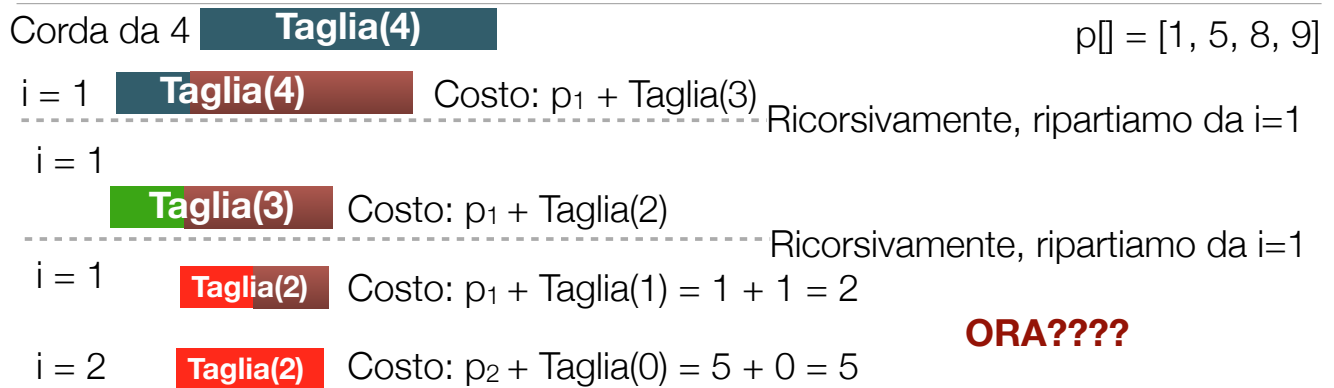 Corda da 4 Taglia(4) p[] = [1, 5, 8, 9]
i = 1 Taglia(4) Costo: p₁ + Taglia(3)
Ricorsivamente, ripartiamo da i=1
i = 1
Taglia(3) Costo: p₁ + Taglia(2)
Ricorsivamente, ripartiamo da i=1
i = 1 Taglia(2) Costo: p₁ + Taglia(1) = 1 + 1 = 2
ORA????
i = 2 Taglia(2) Costo: p₂ + Taglia(0) = 5 + 0 = 5